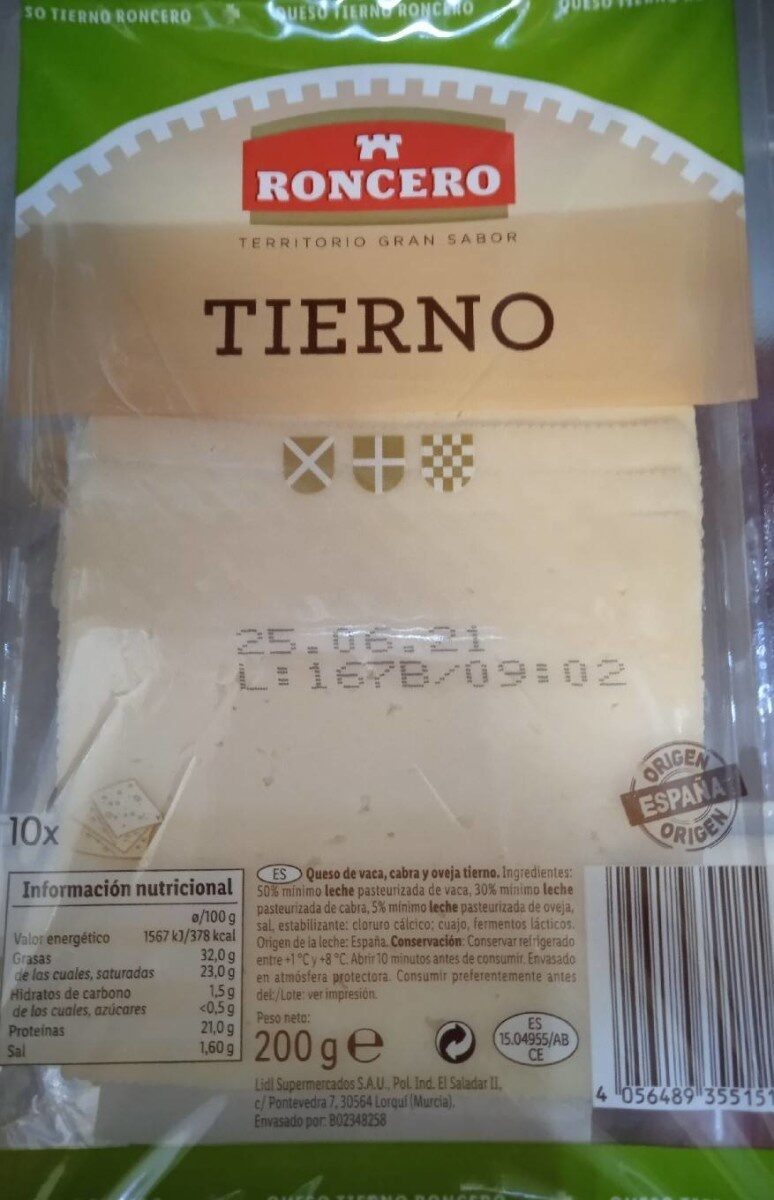 SO TIERNO RONCERO QUESO TIERNO RONCERO QUESO
RONCERO
TERRITORIO GRAN SABOR
TIERNO
25.06.21
L:167B/09:02
ORIGEN
ESPAÑA
ORIGEN
10x
Información nutricional
ø/100 g
Valor energético 1567 kJ/378 kcal
Grasas 32,0 g
de las cuales, saturadas 23,0 g
Hidratos de carbono 1,5 g
de los cuales, azúcares <0,5 g
Proteínas 21,0 g
Sal 1,60 g
ES Queso de vaca, cabra y oveja tierno. Ingredientes:
50% mínimo leche pasteurizada de vaca, 30% mínimo leche
pasteurizada de cabra, 5% mínimo leche pasteurizada de oveja,
sal, estabilizante: cloruro cálcico; cuajo, fermentos lácticos.
Origen de la leche: España. Conservación: Conservar refrigerado
entre +1 °C y +8 °C. Abrir 10 minutos antes de consumir. Envasado
en atmósfera protectora. Consumir preferentemente antes
del:/Lote: ver impresión.
Peso neto:
200 g e
ES
15.04955/AB
CE
Lidl Supermercados S.A.U., Pol. Ind. El Saladar II,
c/ Pontevedra 7, 30564 Lorquí (Murcia).
Envasado por: B02348258
4 056489 355151
QUESO TIERNO RONCERO